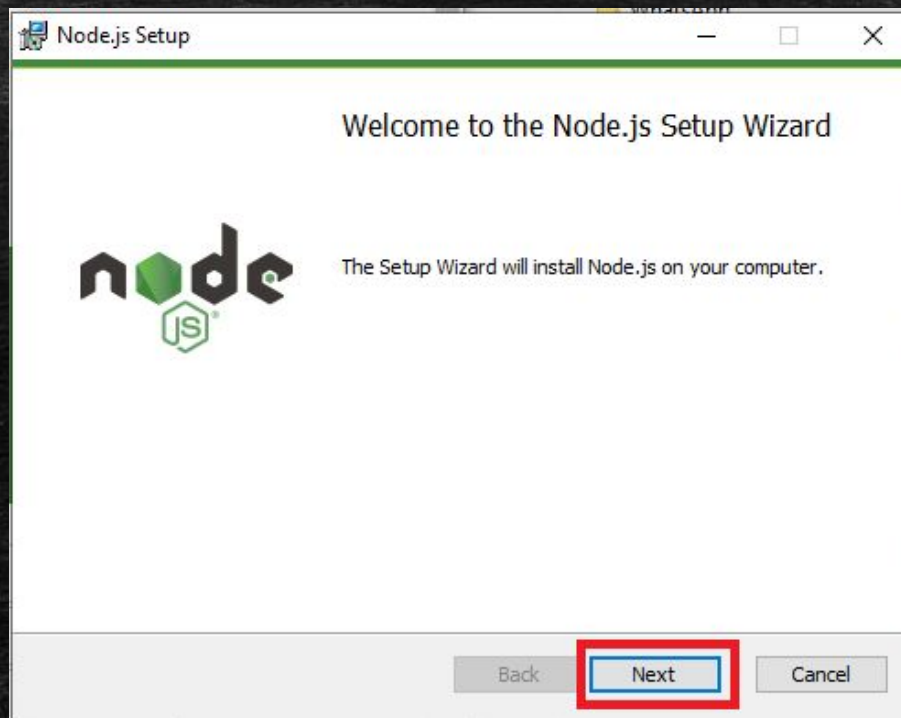 WhatsApp
Node.js Setup
Welcome to the Node.js Setup Wizard
node
JS
The Setup Wizard will install Node.js on your computer.
Back
Next
Cancel